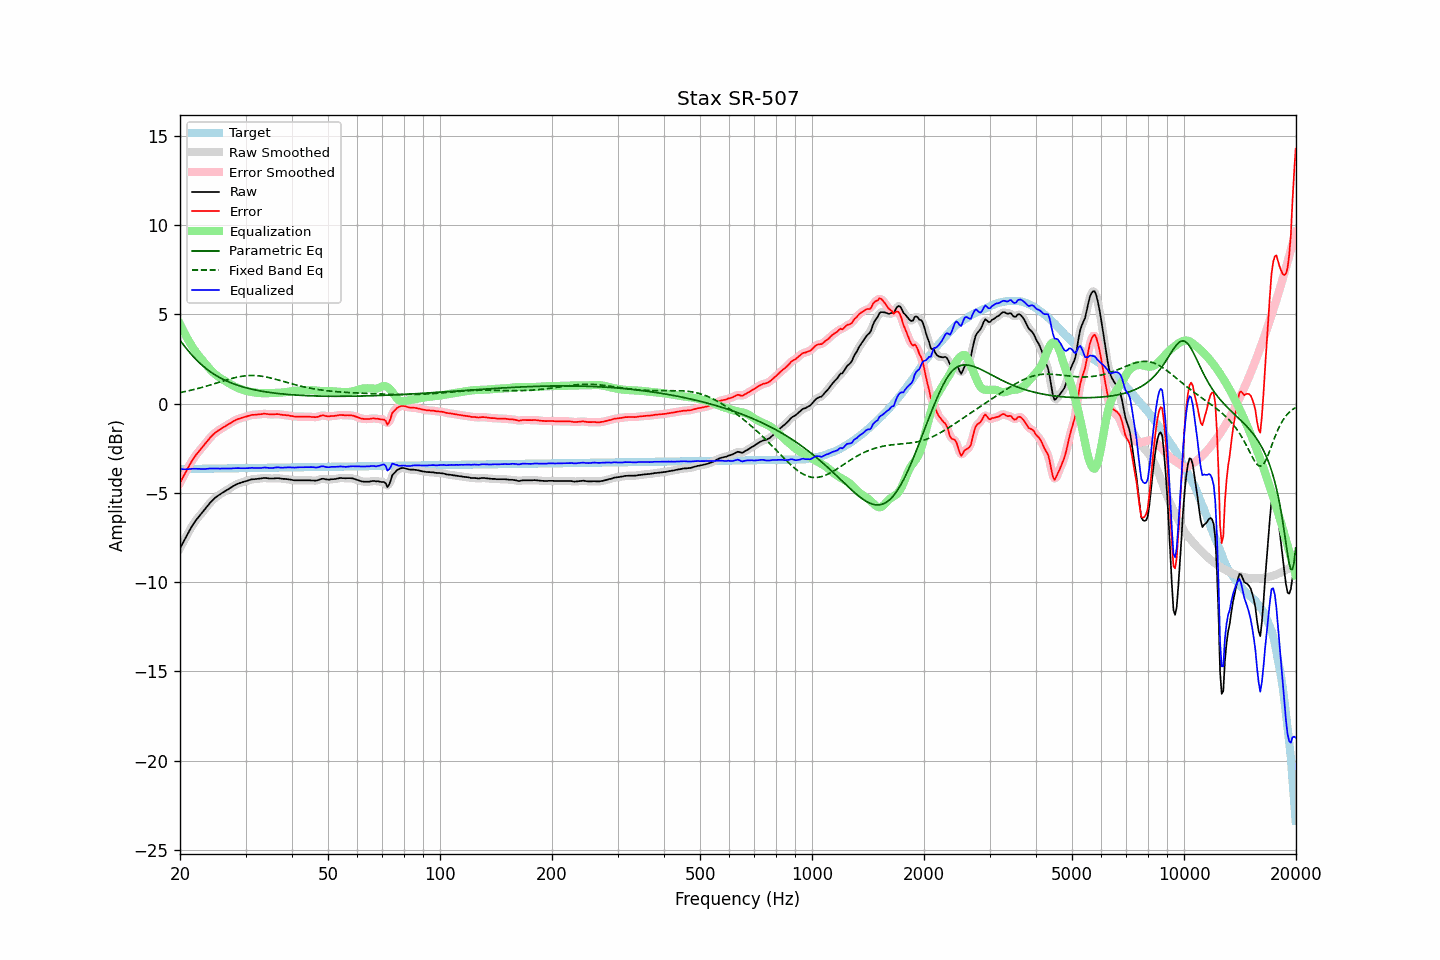 Stax SR-507
15
10
5
0
−5
−10
−15
−20
−25
Amplitude (dBr)
Target
Raw Smoothed
Error Smoothed
Raw
Error
Equalization
Parametric Eq
Fixed Band Eq
Equalized
20 50 100 200 500 1000 2000 5000 10000 20000
Frequency (Hz)